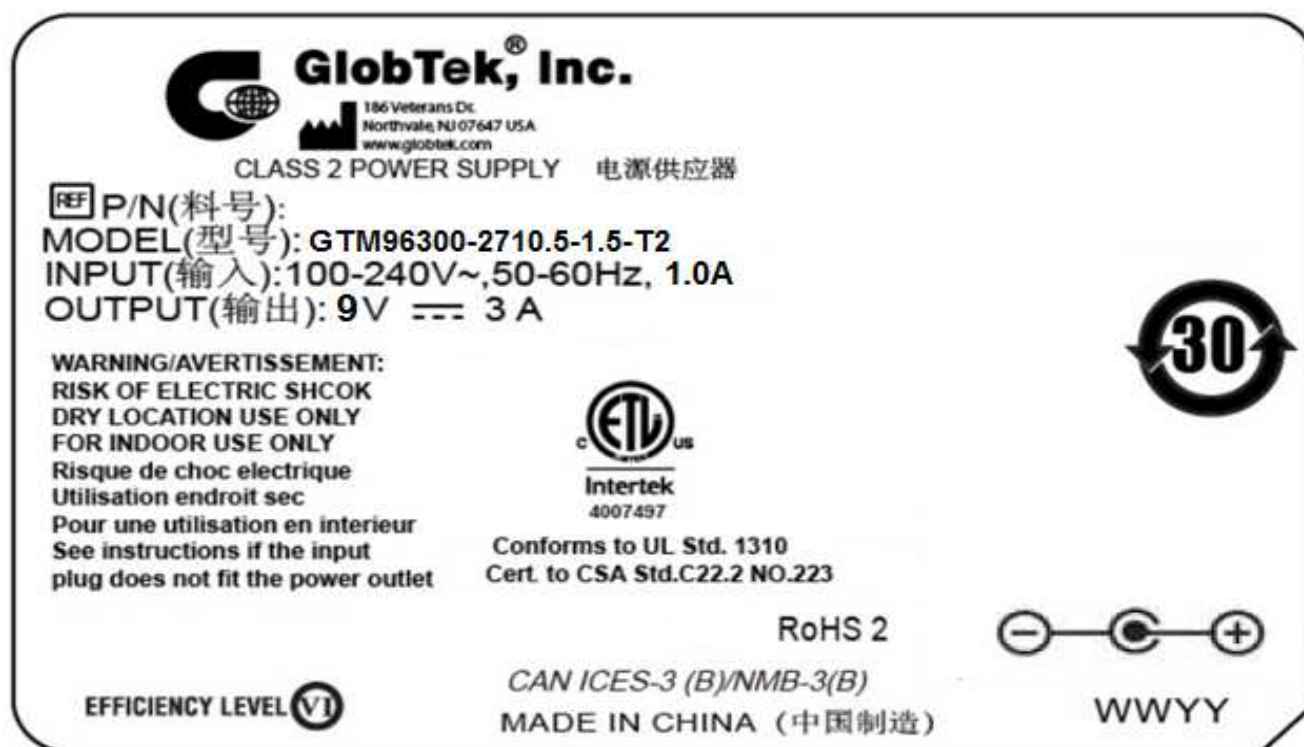 GlobTek,® Inc.
186 Veterans Dr.
Northvale, NJ 07647 USA
www.globtek.com
CLASS 2 POWER SUPPLY 电源供应器
REF P/N(料号):
MODEL(型号): GTM96300-2710.5-1.5-T2
INPUT(输入):100-240V~,50-60Hz, 1.0A
OUTPUT(输出): 9V ⎓ 3 A
30
WARNING/AVERTISSEMENT:
RISK OF ELECTRIC SHCOK
DRY LOCATION USE ONLY
FOR INDOOR USE ONLY
Risque de choc electrique
Utilisation endroit sec
Pour une utilisation en interieur
See instructions if the input
plug does not fit the power outlet
C ETL US
Intertek
4007497
Conforms to UL Std. 1310
Cert. to CSA Std.C22.2 NO.223
RoHS 2
EFFICIENCY LEVEL VI
CAN ICES-3 (B)/NMB-3(B)
MADE IN CHINA (中国制造)
WWYY